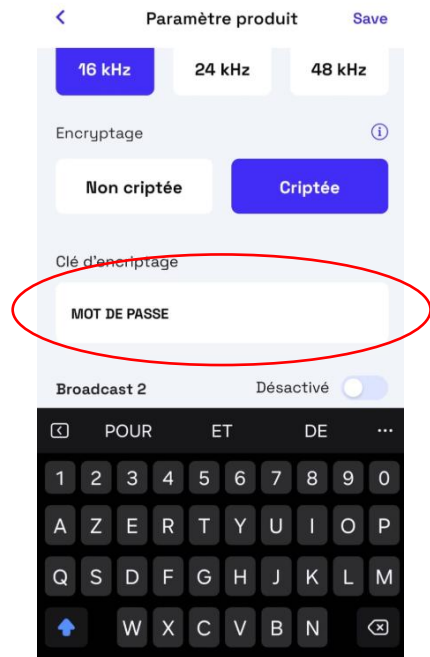 Paramètre produit Save
16 kHz 24 kHz 48 kHz
Encryptage
Non criptée Criptée
Clé d'encriptage
MOT DE PASSE
Broadcast 2 Désactivé
POUR ET DE ...
1 2 3 4 5 6 7 8 9 0
A Z E R T Y U I O P
Q S D F G H J K L M
W X C V B N